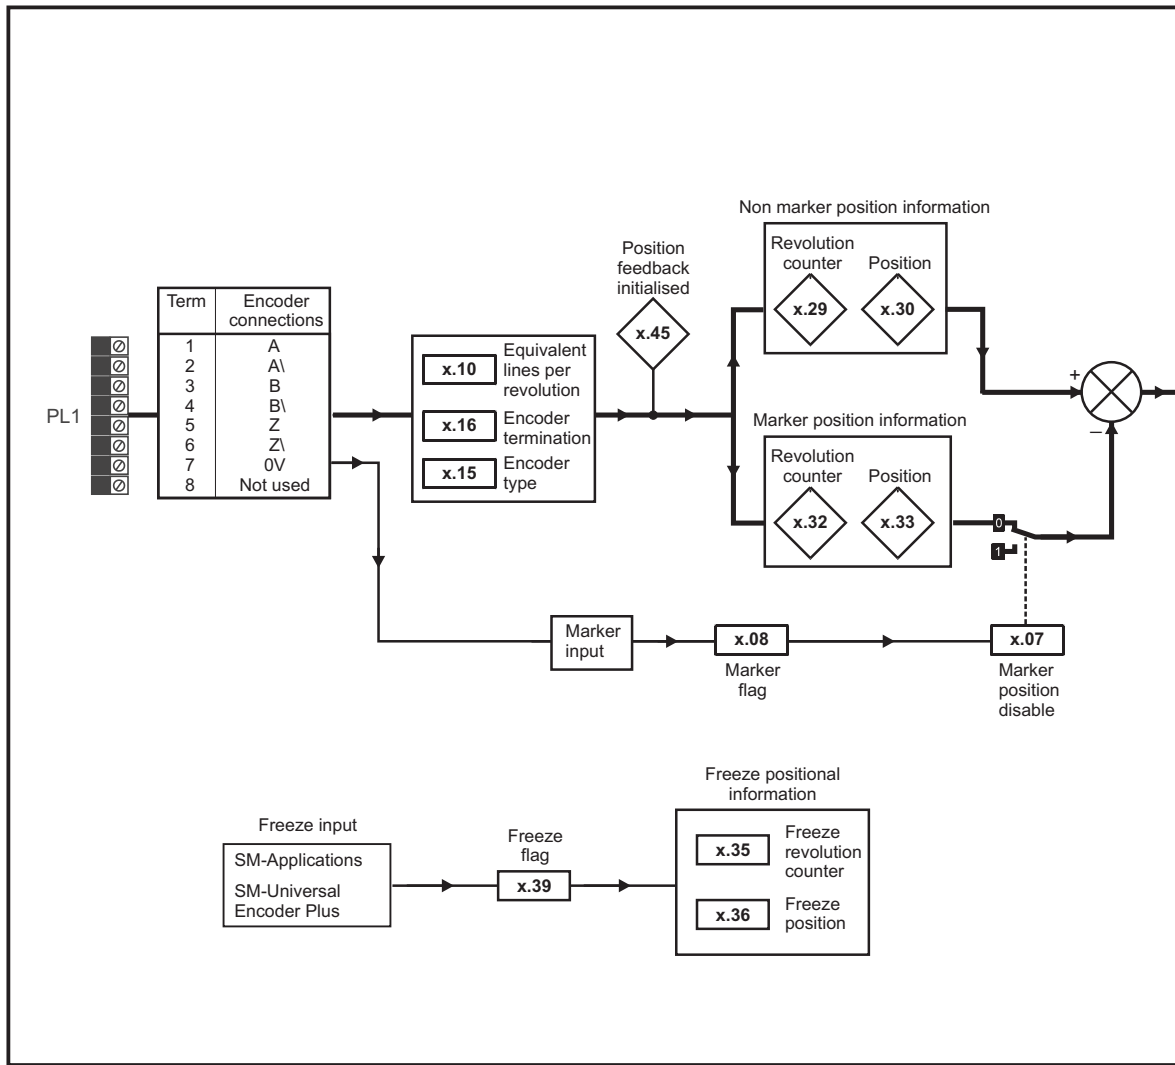 Non marker position information
Revolution
counter
Position
x.29
x.30
Position
feedback
initialised
x.45
Term
Encoder
connections
1 A
2 A\
3 B
4 B\
5 Z
6 Z\
7 0V
8 Not used
PL1
x.10
Equivalent
lines per
revolution
x.16
Encoder
termination
x.15
Encoder
type
+
–
Marker position information
Revolution
counter
Position
x.32
x.33
0
1
Marker
input
x.08
Marker
flag
x.07
Marker
position
disable
Freeze input
SM-Applications
SM-Universal
Encoder Plus
Freeze
flag
x.39
Freeze positional
information
x.35
Freeze
revolution
counter
x.36
Freeze
position